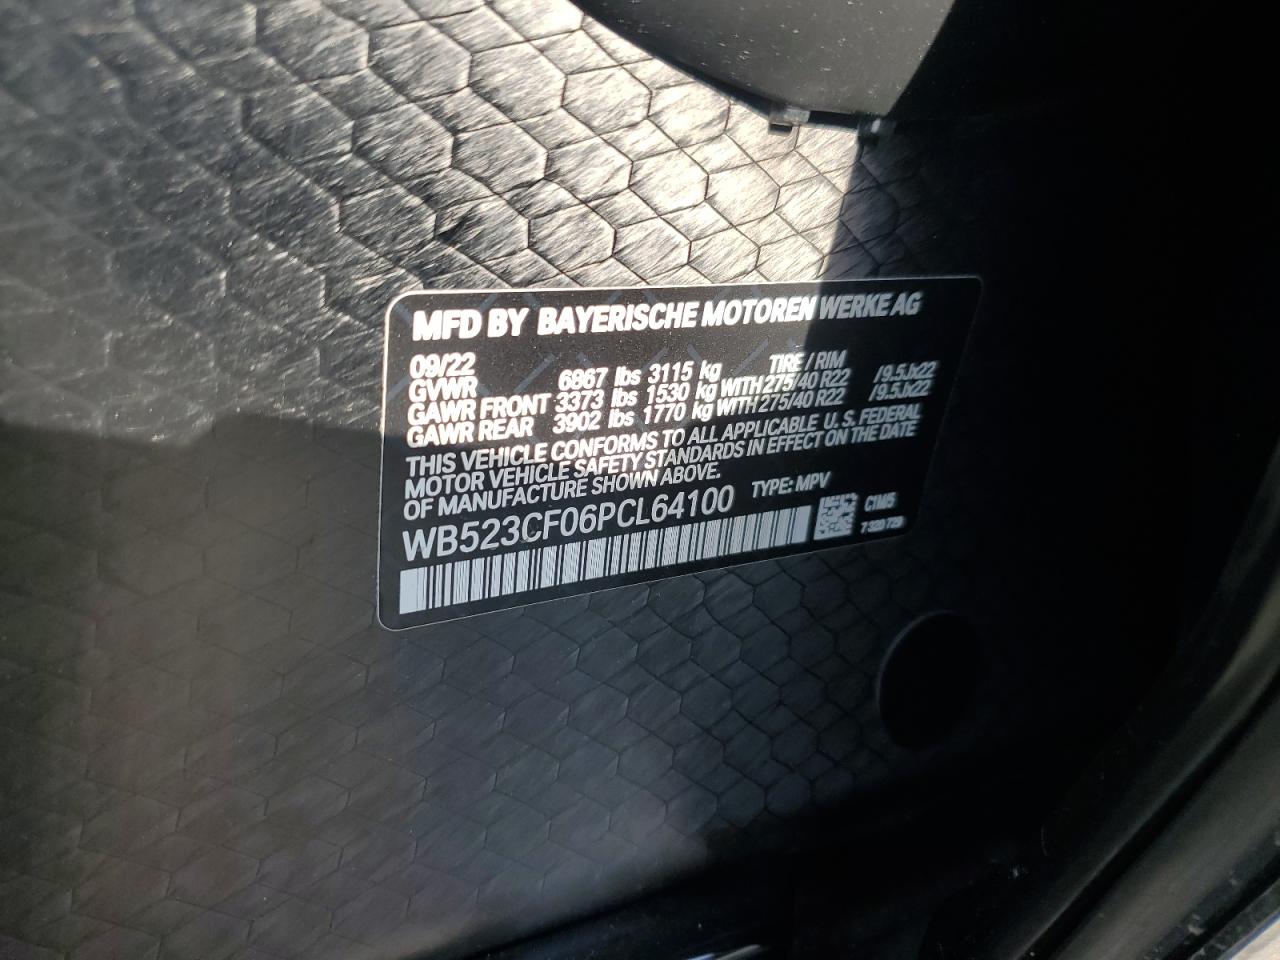 MFD BY BAYERISCHE MOTOREN WERKE AG
09/22 TIRE / RIM
GVWR 6867 lbs 3115 kg
GAWR FRONT 3373 lbs 1530 kg WITH 275/40 R22 /9.5Jx22
GAWR REAR 3902 lbs 1770 kg WITH 275/40 R22 /9.5Jx22
THIS VEHICLE CONFORMS TO ALL APPLICABLE U.S. FEDERAL
MOTOR VEHICLE SAFETY STANDARDS IN EFFECT ON THE DATE
OF MANUFACTURE SHOWN ABOVE.
WB523CF06PCL64100 TYPE: MPV
C1M5
7 320 729